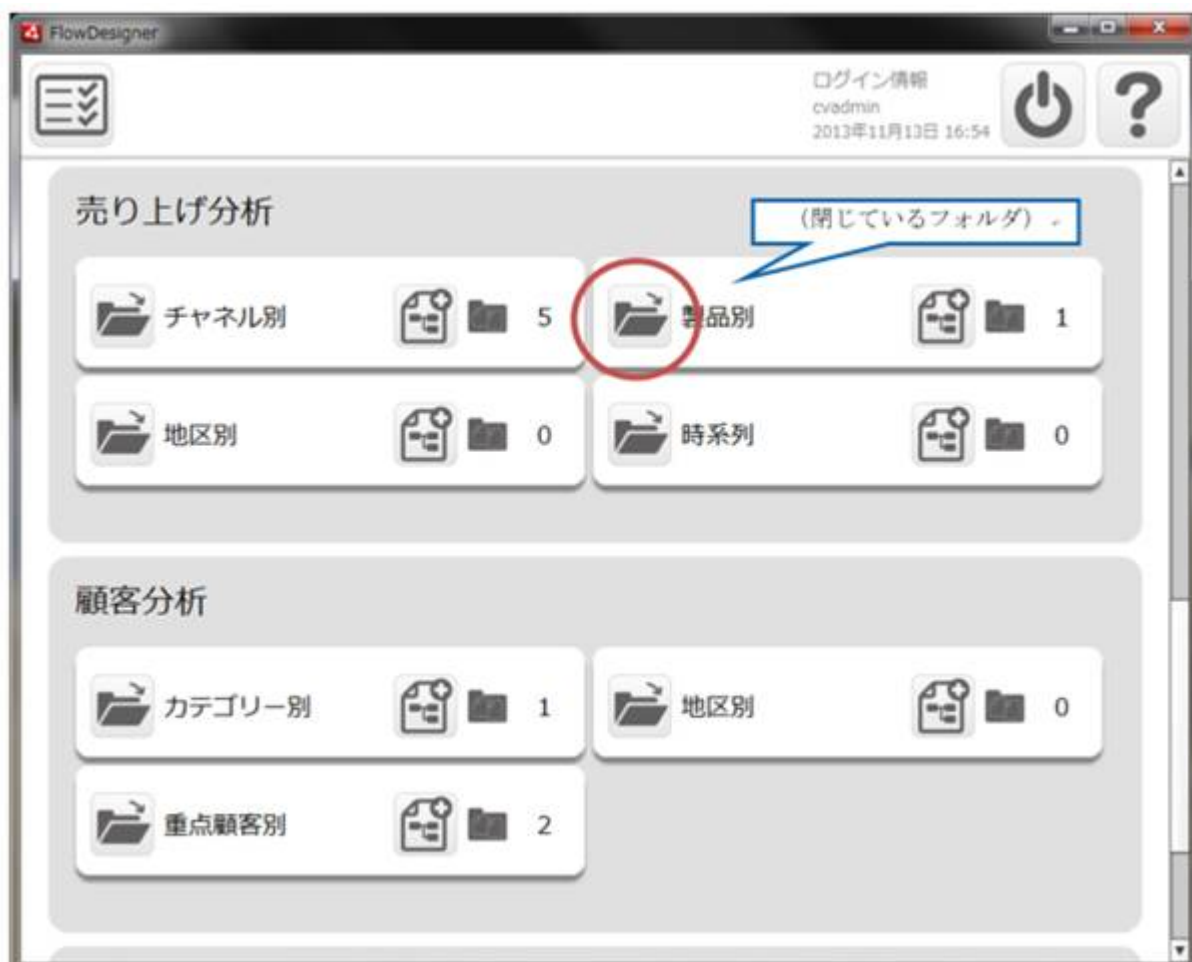 FlowDesigner
ログイン情報
cvadmin
2013年11月13日 16:54
売り上げ分析
(閉じているフォルダ)
チャネル別 5
製品別 1
地区別 0
時系列 0
顧客分析
カテゴリー別 1
地区別 0
重点顧客別 2